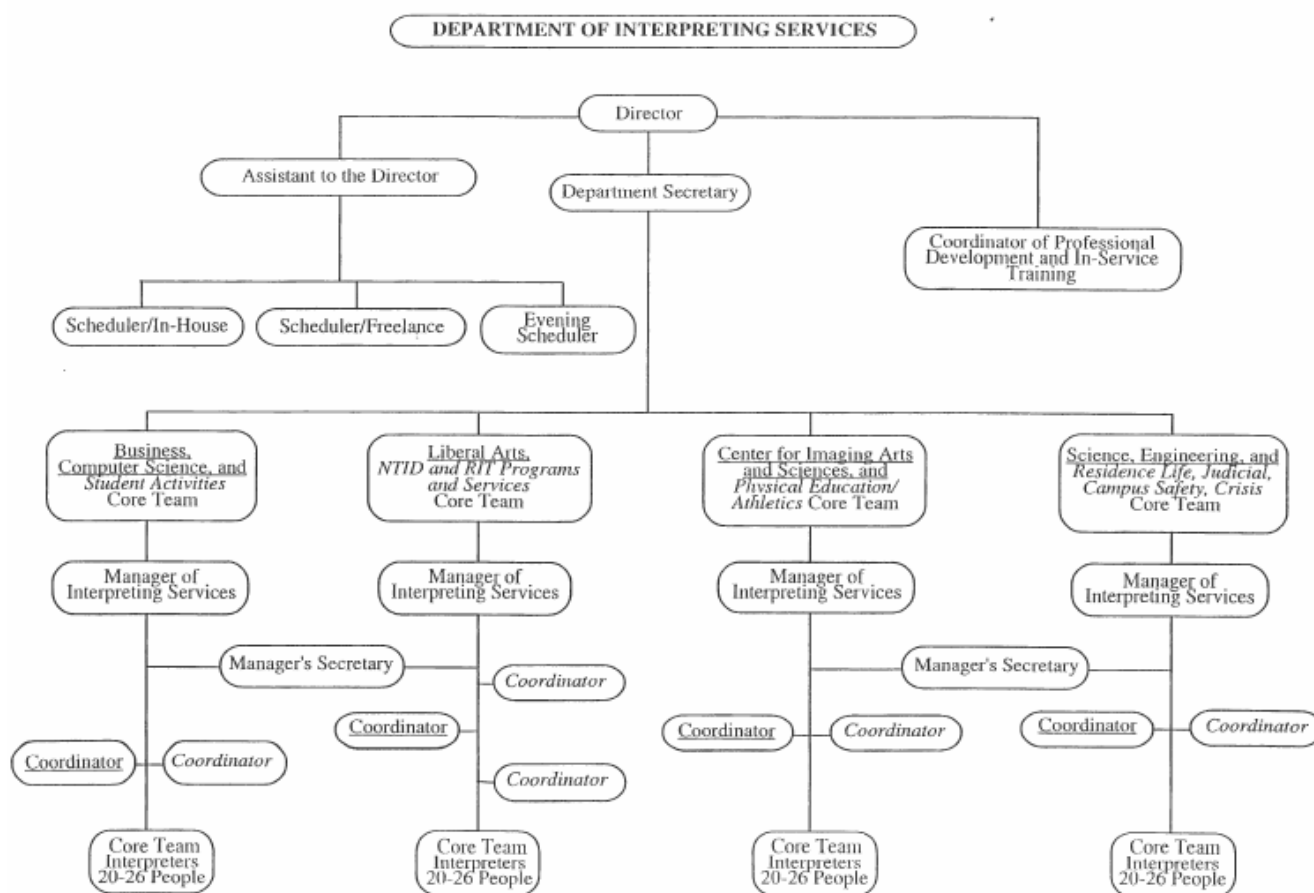 DEPARTMENT OF INTERPRETING SERVICES
Director
Assistant to the Director
Department Secretary
Coordinator of Professional
Development and In-Service
Training
Scheduler/In-House
Scheduler/Freelance
Evening
Scheduler
Business,
Computer Science, and
Student Activities
Core Team
Liberal Arts,
NTID and RIT Programs
and Services
Core Team
Center for Imaging Arts
and Sciences, and
Physical Education/
Athletics Core Team
Science, Engineering, and
Residence Life, Judicial,
Campus Safety, Crisis
Core Team
Manager of
Interpreting Services
Manager of
Interpreting Services
Manager of
Interpreting Services
Manager of
Interpreting Services
Manager's Secretary
Manager's Secretary
Coordinator
Coordinator
Coordinator
Coordinator
Coordinator
Coordinator
Coordinator
Coordinator
Coordinator
Core Team
Interpreters
20-26 People
Core Team
Interpreters
20-26 People
Core Team
Interpreters
20-26 People
Core Team
Interpreters
20-26 People